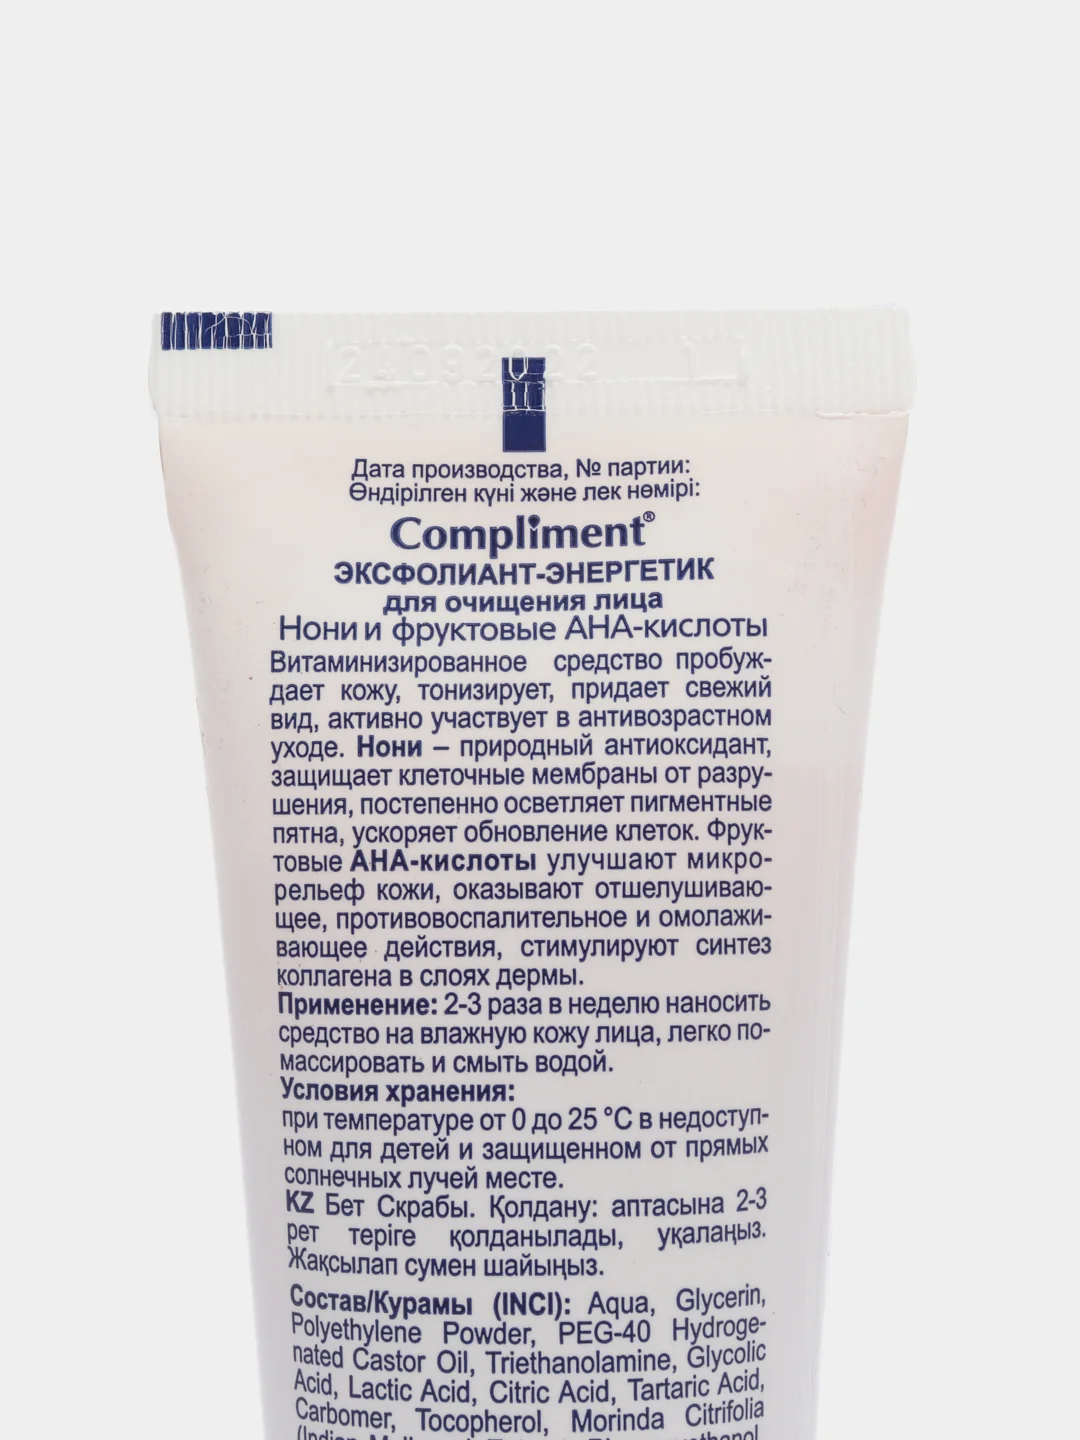 24092022 1
Дата производства, № партии:
Өндірілген күні және лек нөмірі:
Compliment®
ЭКСФОЛИАНТ-ЭНЕРГЕТИК
для очищения лица
Нони и фруктовые АНА-кислоты
Витаминизированное средство пробуж-
дает кожу, тонизирует, придает свежий
вид, активно участвует в антивозрастном
уходе. Нони – природный антиоксидант,
защищает клеточные мембраны от разру-
шения, постепенно осветляет пигментные
пятна, ускоряет обновление клеток. Фрук-
товые АНА-кислоты улучшают микро-
рельеф кожи, оказывают отшелушиваю-
щее, противовоспалительное и омолажи-
вающее действия, стимулируют синтез
коллагена в слоях дермы.
Применение: 2-3 раза в неделю наносить
средство на влажную кожу лица, легко по-
массировать и смыть водой.
Условия хранения:
при температуре от 0 до 25 °C в недоступ-
ном для детей и защищенном от прямых
солнечных лучей месте.
KZ Бет Скрабы. Қолдану: аптасына 2-3
рет теріге қолданылады, уқалаңыз.
Жақсылап сумен шайыңыз.
Состав/Курамы (INCI): Aqua, Glycerin,
Polyethylene Powder, PEG-40 Hydroge-
nated Castor Oil, Triethanolamine, Glycolic
Acid, Lactic Acid, Citric Acid, Tartaric Acid,
Carbomer, Tocopherol, Morinda Citrifolia